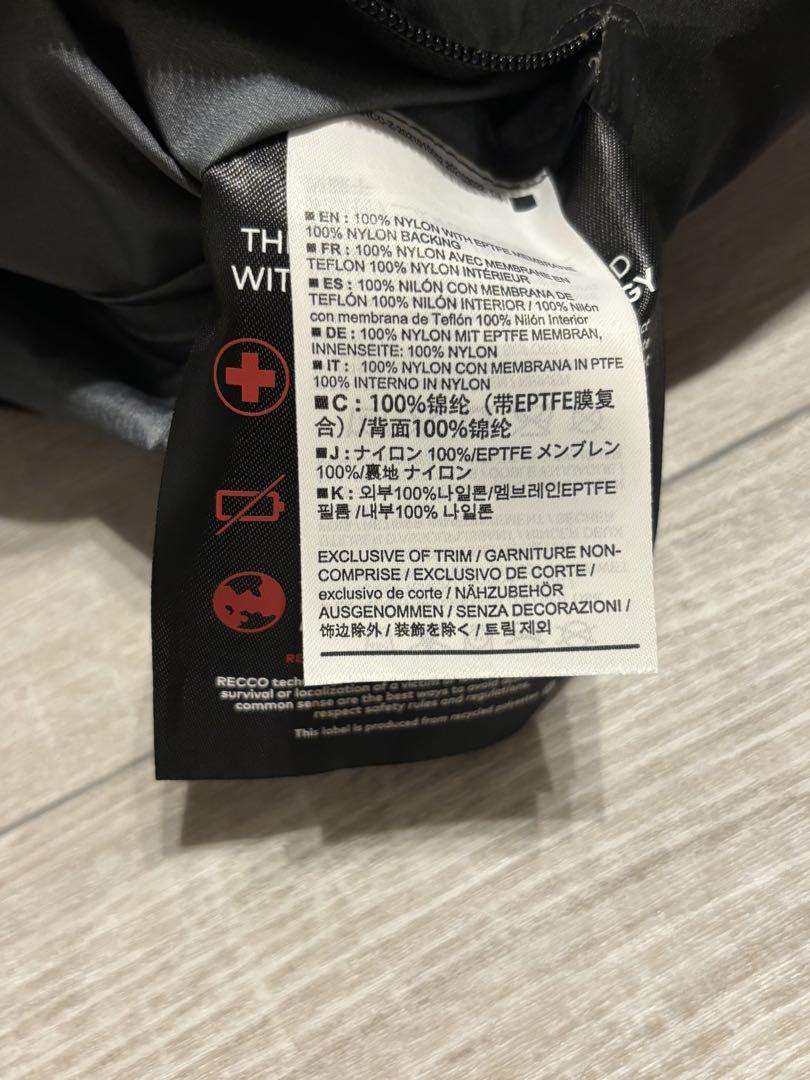 ■ EN : 100% NYLON WITH EPTFE MEMBRANE
100% NYLON BACKING
■ FR : 100% NYLON AVEC MEMBRANE EN
TEFLON 100% NYLON INTÉRIEUR
■ ES : 100% NILÓN CON MEMBRANA DE
TEFLÓN 100% NILÓN INTERIOR / 100% Nilón
con membrana de Teflón 100% Nilón Interior
■ DE : 100% NYLON MIT EPTFE MEMBRAN,
INNENSEITE: 100% NYLON
■ IT : 100% NYLON CON MEMBRANA IN PTFE
100% INTERNO IN NYLON
■ C : 100%锦纶（带EPTFE膜复
合）/背面100%锦纶
■ J : ナイロン 100%/EPTFE メンブレン
100%/裏地 ナイロン
■ K : 외부100%나일론/멤브레인EPTFE
필름 /내부100% 나일론
EXCLUSIVE OF TRIM / GARNITURE NON-
COMPRISE / EXCLUSIVO DE CORTE /
exclusivo de corte / NÄHZUBEHÖR
AUSGENOMMEN / SENZA DECORAZIONI /
饰边除外 / 装飾を除く / 트림 제외
RECCO tech
survival or localization of a victim
common sense are the best ways to avoid
respect safety rules and regulations.
This label is produced from recycled polyester